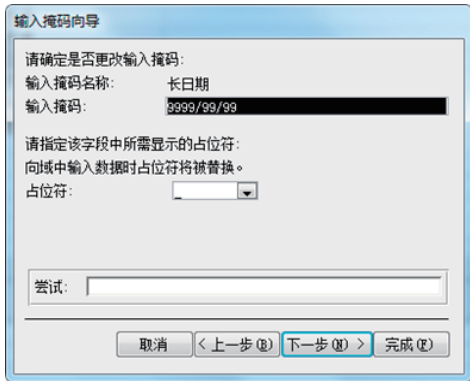 输入掩码向导
请确定是否更改输入掩码:
输入掩码名称: 长日期
输入掩码: 9999/99/99
请指定该字段中所需显示的占位符:
向域中输入数据时占位符将被替换。
占位符: _
尝试:
取消 < 上一步(B) 下一步(N) > 完成(F)